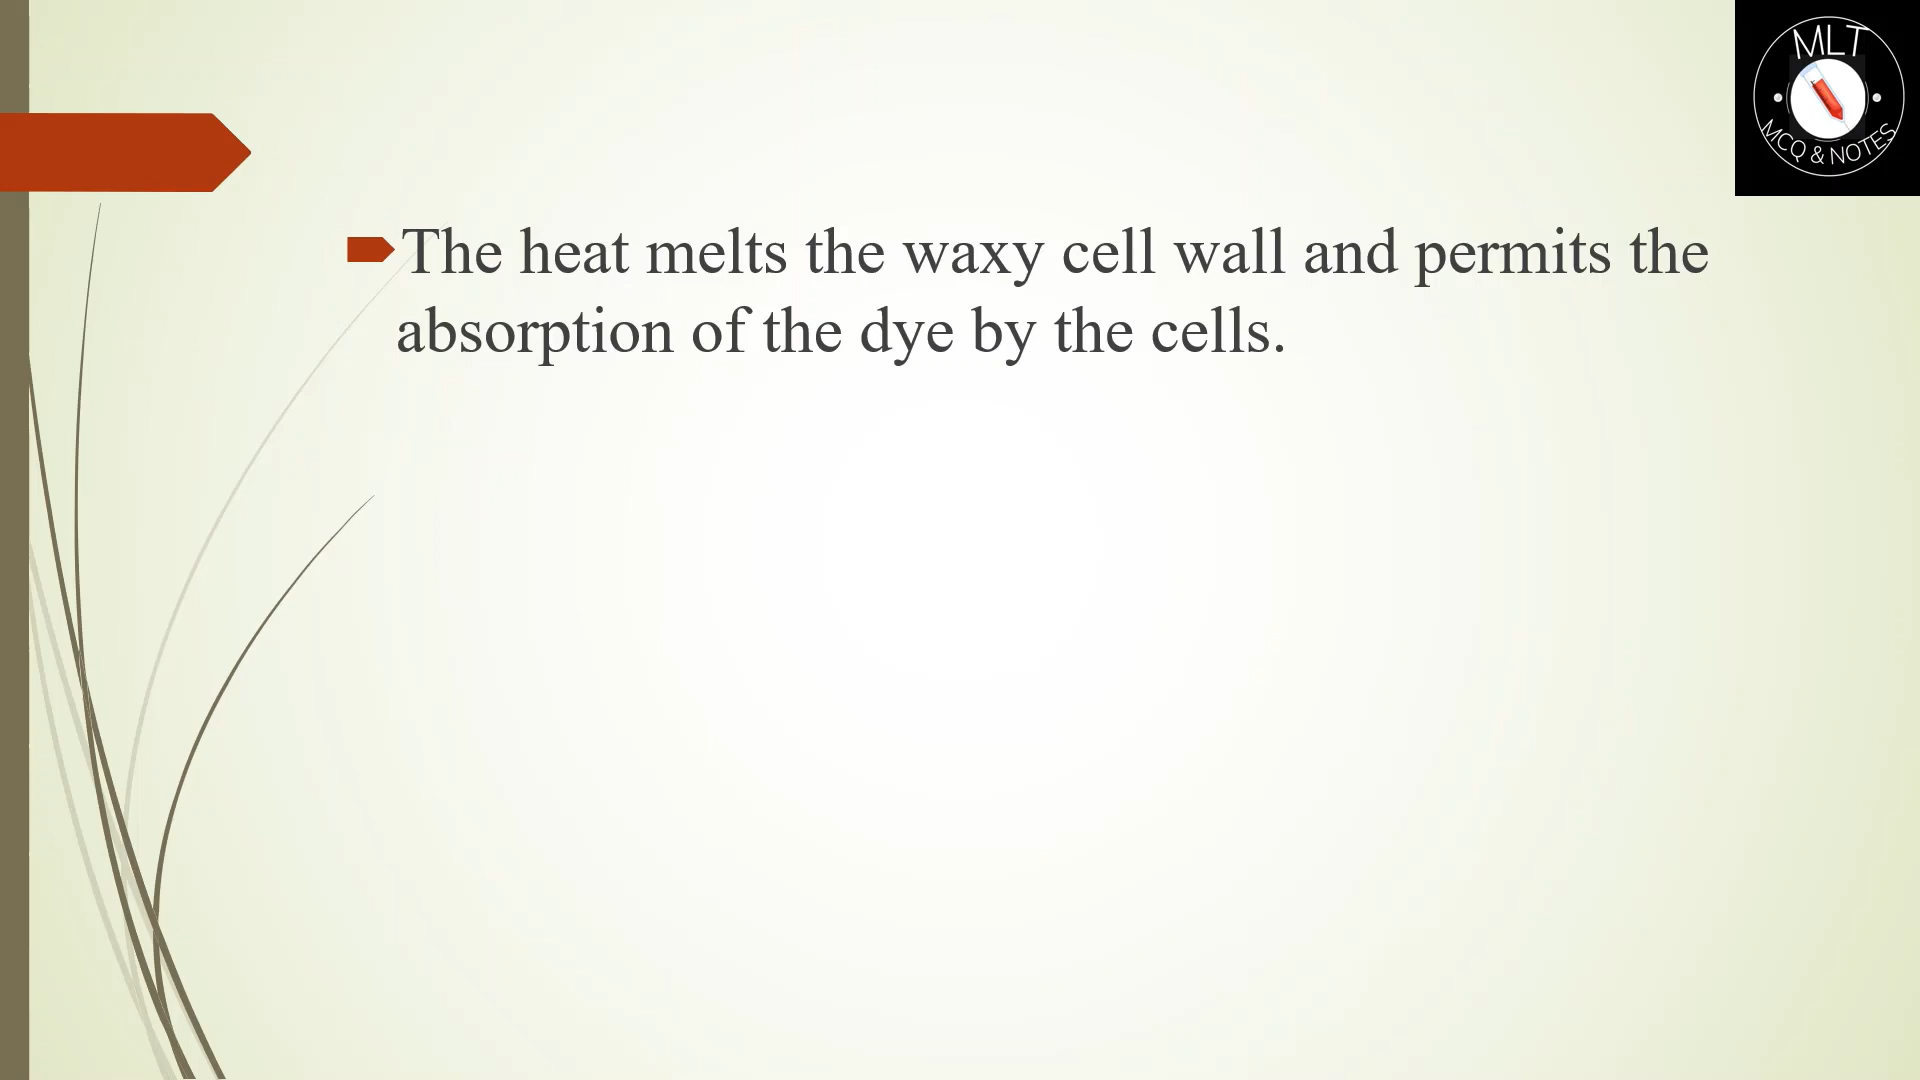 MLT
MCQ & NOTES
The heat melts the waxy cell wall and permits the
absorption of the dye by the cells.